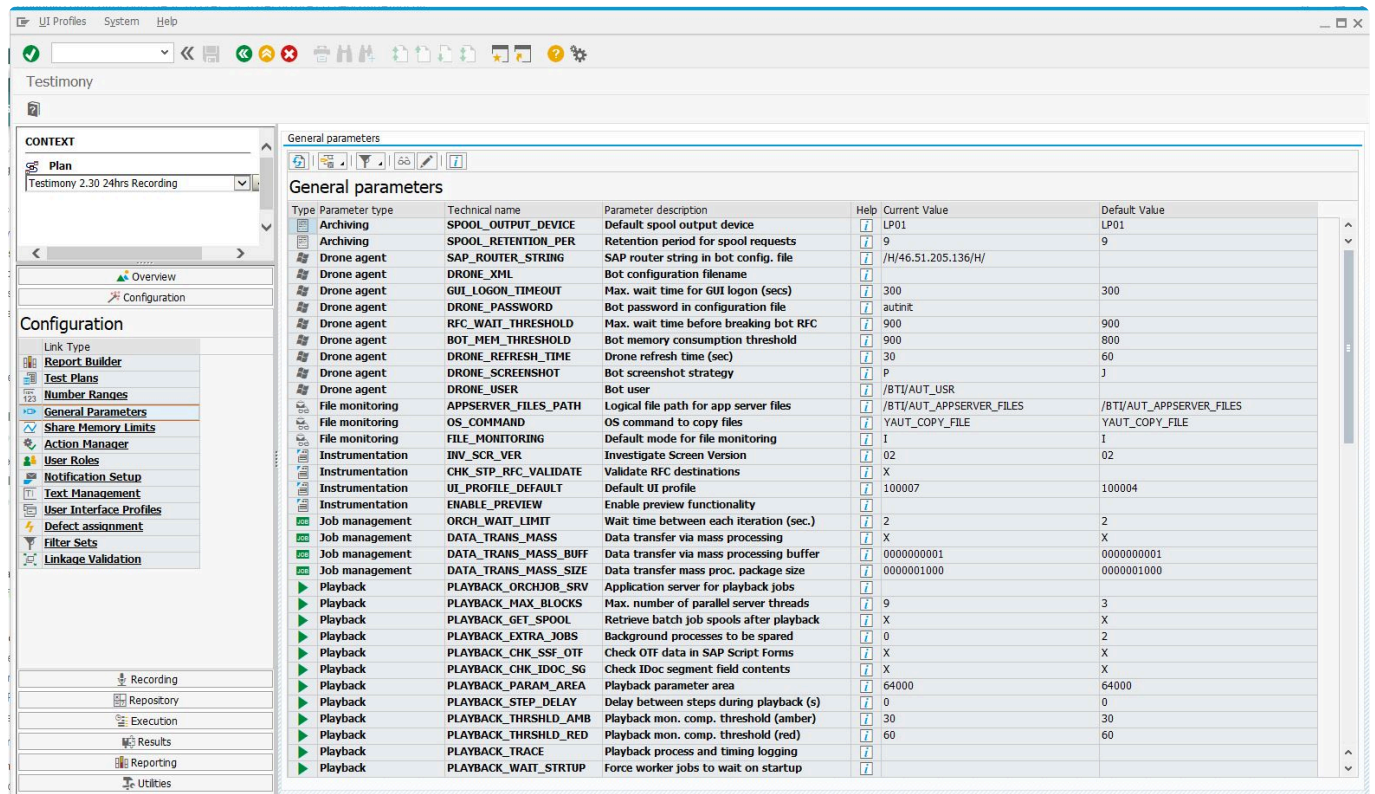 UI Profiles System Help
Testimony
CONTEXT
Plan
Testimony 2.30 24hrs Recording
Overview
Configuration
Configuration
Link Type
Report Builder
Test Plans
Number Ranges
General Parameters
Share Memory Limits
Action Manager
User Roles
Notification Setup
Text Management
User Interface Profiles
Defect assignment
Filter Sets
Linkage Validation
Recording
Repository
Execution
Results
Reporting
Utilities
General parameters
General parameters
Type Parameter type Technical name Parameter description Help Current Value Default Value
Archiving SPOOL_OUTPUT_DEVICE Default spool output device LP01 LP01
Archiving SPOOL_RETENTION_PER Retention period for spool requests 9 9
Drone agent SAP_ROUTER_STRING SAP router string in bot config. file /H/46.51.205.136/H/
Drone agent DRONE_XML Bot configuration filename
Drone agent GUI_LOGON_TIMEOUT Max. wait time for GUI logon (secs) 300 300
Drone agent DRONE_PASSWORD Bot password in configuration file autinit
Drone agent RFC_WAIT_THRESHOLD Max. wait time before breaking bot RFC 900 900
Drone agent BOT_MEM_THRESHOLD Bot memory consumption threshold 900 800
Drone agent DRONE_REFRESH_TIME Drone refresh time (sec) 30 60
Drone agent DRONE_SCREENSHOT Bot screenshot strategy P J
Drone agent DRONE_USER Bot user /BTI/AUT_USR
File monitoring APPSERVER_FILES_PATH Logical file path for app server files /BTI/AUT_APPSERVER_FILES /BTI/AUT_APPSERVER_FILES
File monitoring OS_COMMAND OS command to copy files YAUT_COPY_FILE YAUT_COPY_FILE
File monitoring FILE_MONITORING Default mode for file monitoring I I
Instrumentation INV_SCR_VER Investigate Screen Version 02 02
Instrumentation CHK_STP_RFC_VALIDATE Validate RFC destinations X
Instrumentation UI_PROFILE_DEFAULT Default UI profile 100007 100004
Instrumentation ENABLE_PREVIEW Enable preview functionality
JOB Job management ORCH_WAIT_LIMIT Wait time between each iteration (sec.) 2 2
JOB Job management DATA_TRANS_MASS Data transfer via mass processing X X
JOB Job management DATA_TRANS_MASS_BUFF Data transfer via mass processing buffer 0000000001 0000000001
JOB Job management DATA_TRANS_MASS_SIZE Data transfer mass proc. package size 0000001000 0000001000
Playback PLAYBACK_ORCHJOB_SRV Application server for playback jobs
Playback PLAYBACK_MAX_BLOCKS Max. number of parallel server threads 9 3
Playback PLAYBACK_GET_SPOOL Retrieve batch job spools after playback X X
Playback PLAYBACK_EXTRA_JOBS Background processes to be spared 0 2
Playback PLAYBACK_CHK_SSF_OTF Check OTF data in SAP Script Forms X X
Playback PLAYBACK_CHK_IDOC_SG Check IDoc segment field contents X X
Playback PLAYBACK_PARAM_AREA Playback parameter area 64000 64000
Playback PLAYBACK_STEP_DELAY Delay between steps during playback (s) 0 0
Playback PLAYBACK_THRSHLD_AMB Playback mon. comp. threshold (amber) 30 30
Playback PLAYBACK_THRSHLD_RED Playback mon. comp. threshold (red) 60 60
Playback PLAYBACK_TRACE Playback process and timing logging
Playback PLAYBACK_WAIT_STRTUP Force worker jobs to wait on startup